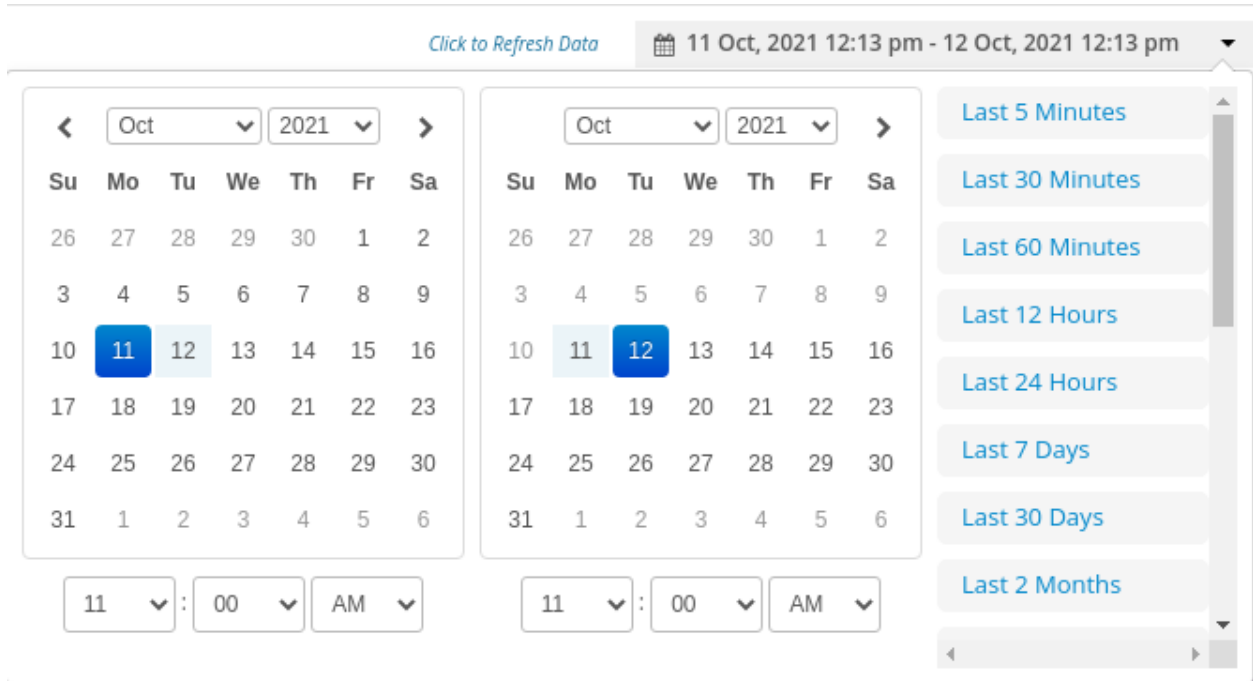 Click to Refresh Data
11 Oct, 2021 12:13 pm - 12 Oct, 2021 12:13 pm
Oct 2021
Su Mo Tu We Th Fr Sa
26 27 28 29 30 1 2
3 4 5 6 7 8 9
10 11 12 13 14 15 16
17 18 19 20 21 22 23
24 25 26 27 28 29 30
31 1 2 3 4 5 6
11 : 00 AM
Oct 2021
Su Mo Tu We Th Fr Sa
26 27 28 29 30 1 2
3 4 5 6 7 8 9
10 11 12 13 14 15 16
17 18 19 20 21 22 23
24 25 26 27 28 29 30
31 1 2 3 4 5 6
11 : 00 AM
Last 5 Minutes
Last 30 Minutes
Last 60 Minutes
Last 12 Hours
Last 24 Hours
Last 7 Days
Last 30 Days
Last 2 Months